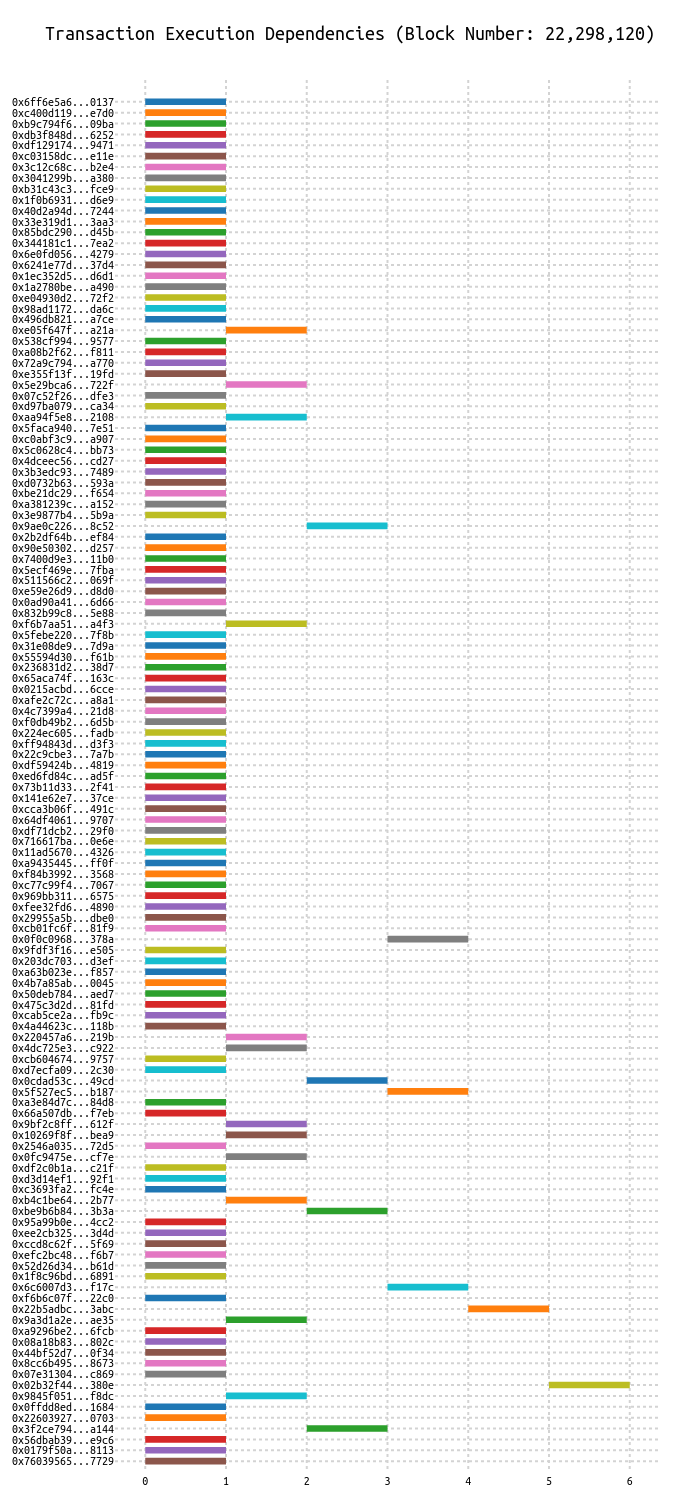 Transaction Execution Dependencies (Block Number: 22,298,120)
0x6ff6e5a6...0137
0xc400d119...e7d0
0xb9c794f6...09ba
0xdb3f848d...6252
0xdf129174...9471
0xc03158dc...e11e
0x3c12c68c...b2e4
0x3041299b...a380
0xb31c43c3...fce9
0x1f0b6931...d6e9
0x40d2a94d...7244
0x33e319d1...3aa3
0x85bdc290...d45b
0x344181c1...7ea2
0x6e0fd056...4279
0x6241e77d...37d4
0x1ec352d5...d6d1
0x1a2780be...a490
0xe04930d2...72f2
0x98ad1172...da6c
0x496db821...a7ce
0xe05f647f...a21a
0x538cf994...9577
0xa08b2f62...f811
0x72a9c794...a770
0xe355f13f...19fd
0x5e29bca6...722f
0x07c52f26...dfe3
0xd97ba079...ca34
0xaa94f5e8...2108
0x5faca940...7e51
0xc0abf3c9...a907
0x5c0628c4...bb73
0x4dceec56...cd27
0x3b3edc93...7489
0xd0732b63...593a
0xbe21dc29...f654
0xa381239c...a152
0x3e9877b4...5b9a
0x9ae0c226...8c52
0x2b2df64b...ef84
0x90e50302...d257
0x7400d9e3...11b0
0x5ecf469e...7fba
0x511566c2...069f
0xe59e26d9...d8d0
0x0ad90a41...6d66
0x832b99c8...5e88
0xf6b7aa51...a4f3
0x5febe220...7f8b
0x31e08de9...7d9a
0x55594d30...f61b
0x236831d2...38d7
0x65aca74f...163c
0x0215acbd...6cce
0xafe2c72c...a8a1
0x4c7399a4...21d8
0xf0db49b2...6d5b
0x224ec605...fadb
0xff94843d...d3f3
0x22c9cbe3...7a7b
0xdf59424b...4819
0xed6fd84c...ad5f
0x73b11d33...2f41
0x141e62e7...37ce
0xcca3b06f...491c
0x64df4061...9707
0xdf71dcb2...29f0
0x716617ba...0e6e
0x11ad5670...4326
0xa9435445...ff0f
0xf84b3992...3568
0xc77c99f4...7067
0x969bb311...6575
0xfee32fd6...4890
0x29955a5b...dbe0
0xcb01fc6f...81f9
0x0f0c0968...378a
0x9fdf3f16...e505
0x203dc703...d3ef
0xa63b023e...f857
0x4b7a85ab...0045
0x50deb784...aed7
0x475c3d2d...81fd
0xcab5ce2a...fb9c
0x4a44623c...118b
0x220457a6...219b
0x4dc725e3...c922
0xcb604674...9757
0xd7ecfa09...2c30
0x0cdad53c...49cd
0x5f527ec5...b187
0xa3e84d7c...84d8
0x66a507db...f7eb
0x9bf2c8ff...612f
0x10269f8f...bea9
0x2546a035...72d5
0x0fc9475e...cf7e
0xdf2c0b1a...c21f
0xd3d14ef1...92f1
0xc3693fa2...fc4e
0xb4c1be64...2b77
0xbe9b6b84...3b3a
0x95a99b0e...4cc2
0xee2cb325...3d4d
0xccd8c62f...5f69
0xefc2bc48...f6b7
0x52d26d34...b61d
0x1f8c96bd...6891
0x6c6007d3...f17c
0xf6b6c07f...22c0
0x22b5adbc...3abc
0x9a3d1a2e...ae35
0xa9296be2...6fcb
0x08a18b83...802c
0x44bf52d7...0f34
0x8cc6b495...8673
0x07e31304...c869
0x02b32f44...380e
0x9845f051...f8dc
0x0ffdd8ed...1684
0x22603927...0703
0x3f2ce794...a144
0x56dbab39...e9c6
0x0179f50a...8113
0x76039565...7729
0 1 2 3 4 5 6